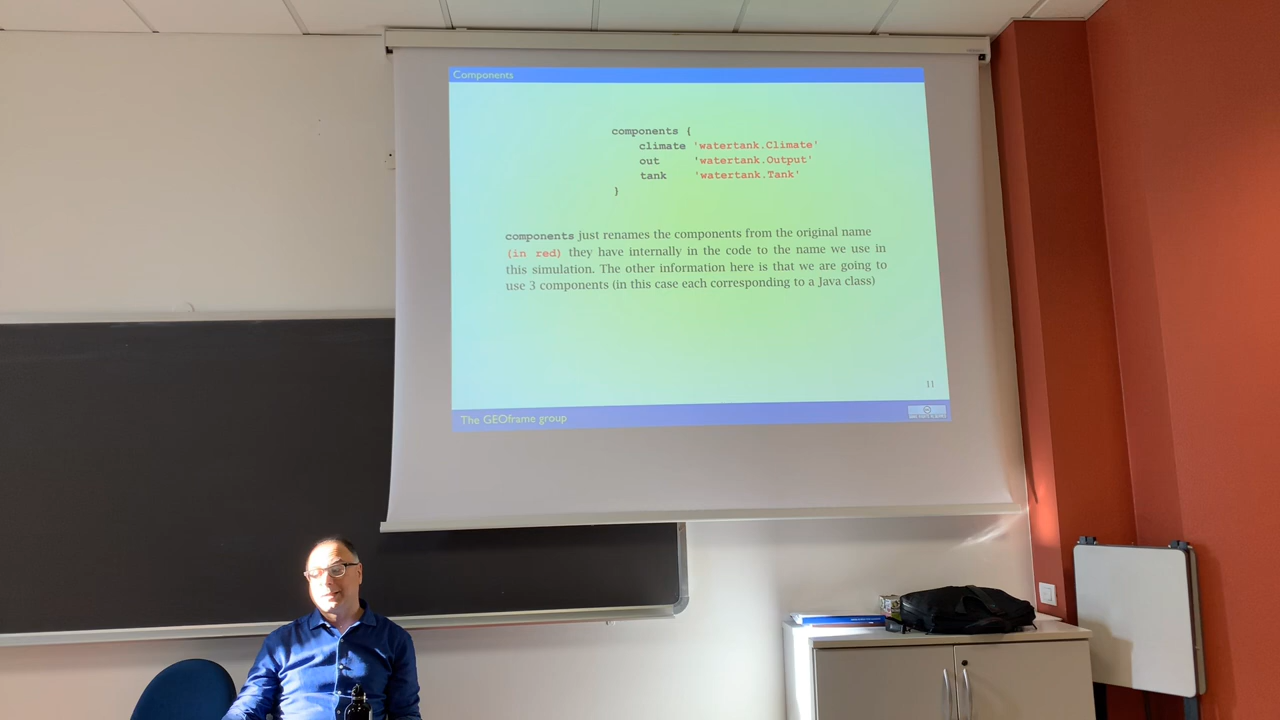 Components
components {
climate 'watertank.Climate'
out 'watertank.Output'
tank 'watertank.Tank'
}
components just renames the components from the original name
(in red) they have internally in the code to the name we use in
this simulation. The other information here is that we are going to
use 3 components (in this case each corresponding to a Java class)
11
The GEOframe group